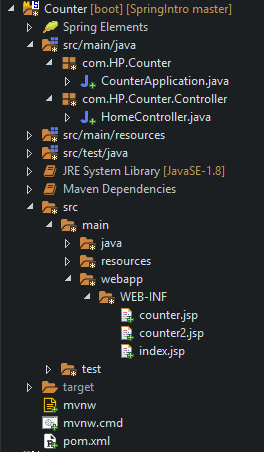 Counter [boot] [SpringIntro master]
Spring Elements
src/main/java
com.HP.Counter
CounterApplication.java
com.HP.Counter.Controller
HomeController.java
src/main/resources
src/test/java
JRE System Library [JavaSE-1.8]
Maven Dependencies
src
main
java
resources
webapp
WEB-INF
counter.jsp
counter2.jsp
index.jsp
test
target
mvnw
mvnw.cmd
pom.xml